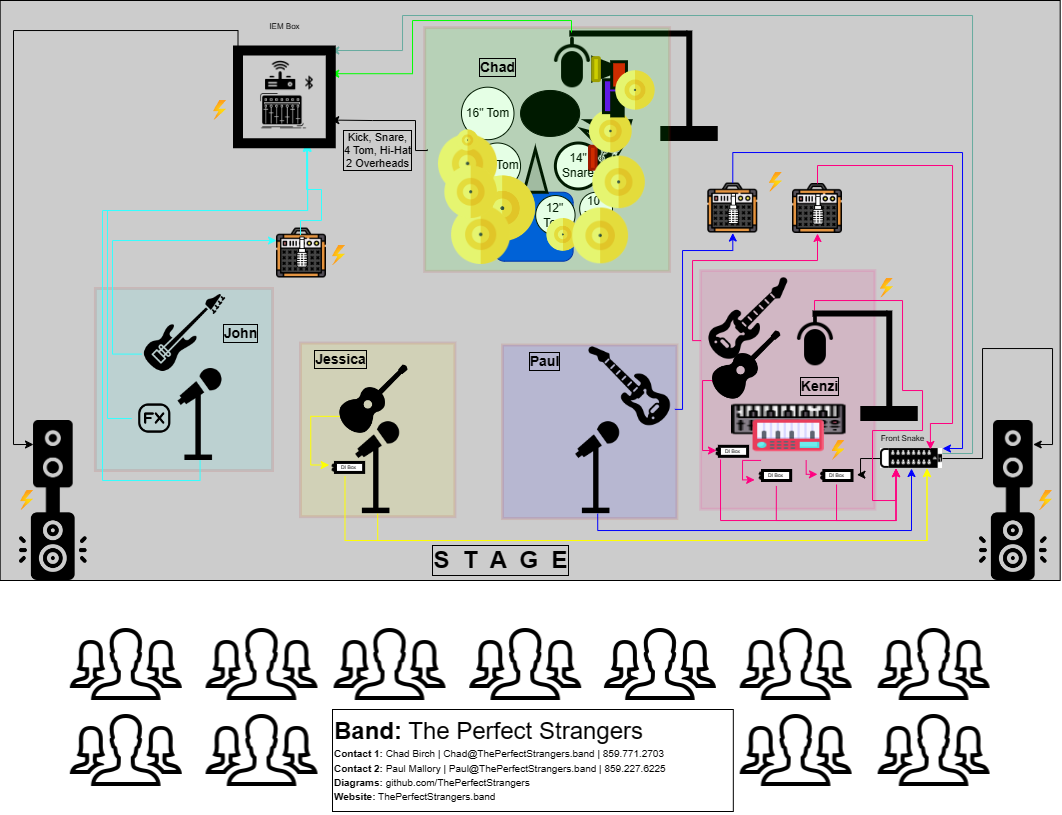 IEM Box
Chad
16" Tom
Kick, Snare,
4 Tom, Hi-Hat
2 Overheads
Tom
14"
Snare
12"
10
John
FX
Jessica
DI Box
Paul
Kenzi
Front Snake
DI Box
DI Box
DI Box
S T A G E
Band: The Perfect Strangers
Contact 1: Chad Birch | Chad@ThePerfectStrangers.band | 859.771.2703
Contact 2: Paul Mallory | Paul@ThePerfectStrangers.band | 859.227.6225
Diagrams: github.com/ThePerfectStrangers
Website: ThePerfectStrangers.band